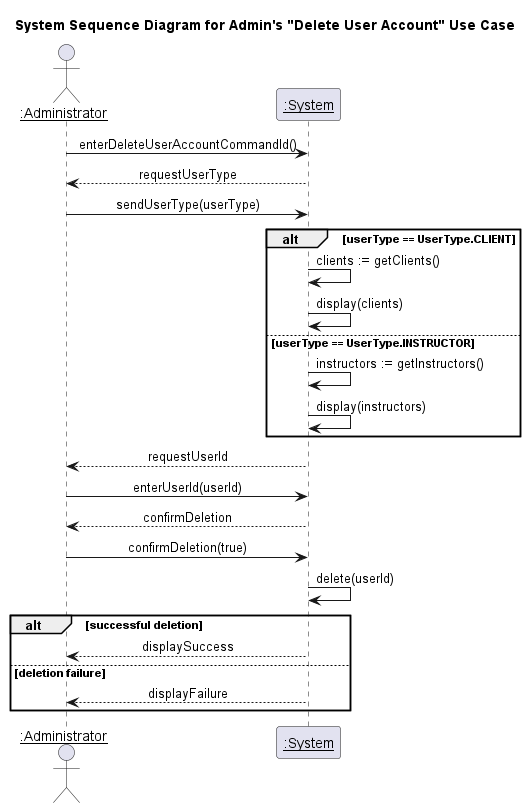 System Sequence Diagram for Admin's "Delete User Account" Use Case
:Administrator
:System
enterDeleteUserAccountCommandId()
requestUserType
sendUserType(userType)
alt [userType == UserType.CLIENT]
clients := getClients()
display(clients)
[userType == UserType.INSTRUCTOR]
instructors := getInstructors()
display(instructors)
requestUserId
enterUserId(userId)
confirmDeletion
confirmDeletion(true)
delete(userId)
alt [successful deletion]
displaySuccess
[deletion failure]
displayFailure
:Administrator
:System